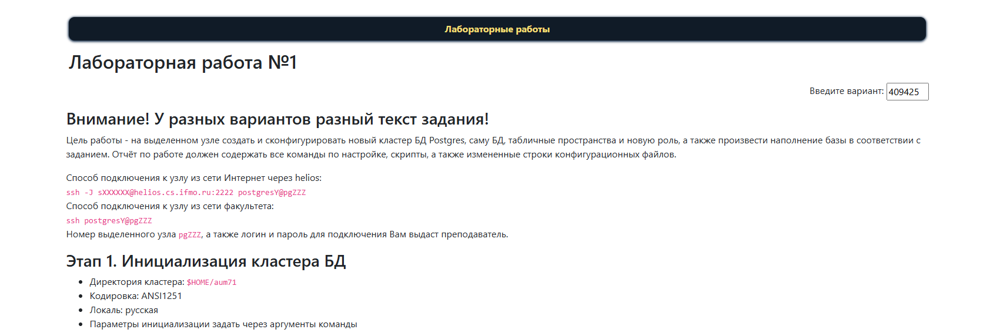 Лабораторные работы
Лабораторная работа №1
Введите вариант: 409425
Внимание! У разных вариантов разный текст задания!
Цель работы - на выделенном узле создать и сконфигурировать новый кластер БД Postgres, саму БД, табличные пространства и новую роль, а также произвести наполнение базы в соответствии с
заданием. Отчёт по работе должен содержать все команды по настройке, скрипты, а также измененные строки конфигурационных файлов.
Способ подключения к узлу из сети Интернет через helios:
ssh -J sXXXXXX@helios.cs.ifmo.ru:2222 postgresY@pgZZZ
Способ подключения к узлу из сети факультета:
ssh postgresY@pgZZZ
Номер выделенного узла pgZZZ, а также логин и пароль для подключения Вам выдаст преподаватель.
Этап 1. Инициализация кластера БД
• Директория кластера: $HOME/aum71
• Кодировка: ANSI1251
• Локаль: русская
• Параметры инициализации задать через аргументы команды